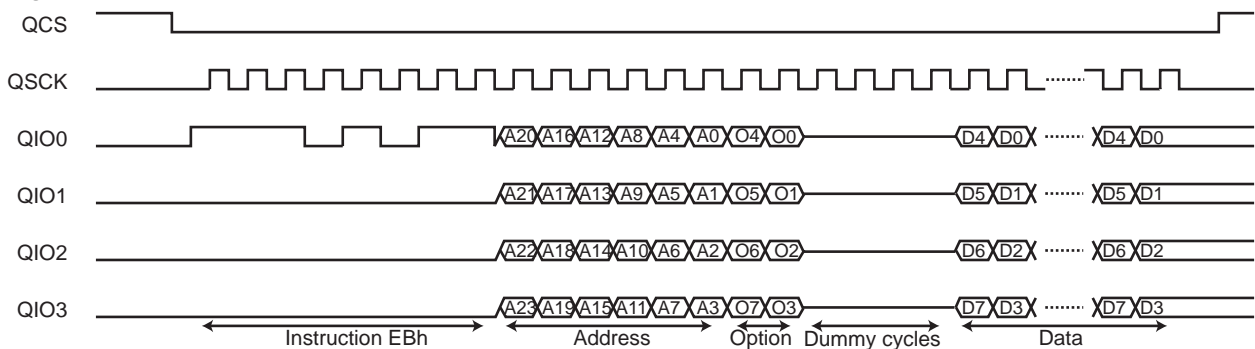 QCS
QSCK
QIO0 A20 A16 A12 A8 A4 A0 O4 O0 D4 D0 D4 D0
QIO1 A21 A17 A13 A9 A5 A1 O5 O1 D5 D1 D5 D1
QIO2 A22 A18 A14 A10 A6 A2 O6 O2 D6 D2 D6 D2
QIO3 A23 A19 A15 A11 A7 A3 O7 O3 D7 D3 D7 D3
Instruction EBh Address Option Dummy cycles Data